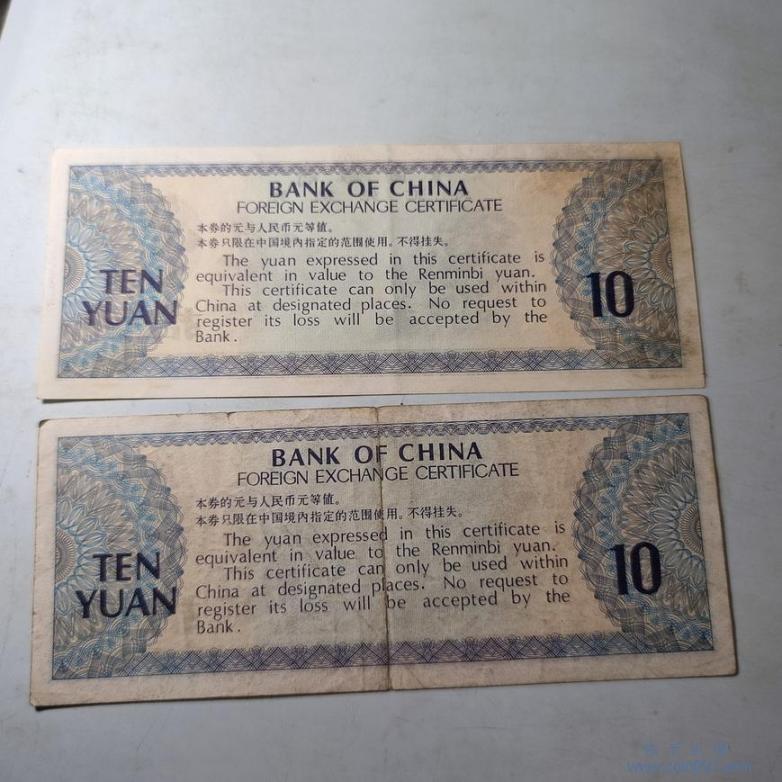 BANK OF CHINA
FOREIGN EXCHANGE CERTIFICATE
本券的元与人民币元等值。
本券只限在中国境内指定的范围使用。不得挂失。
The yuan expressed in this certificate is
equivalent in value to the Renminbi yuan.
This certificate can only be used within
China at designated places. No request to
register its loss will be accepted by the
Bank.
TEN
YUAN
10
BANK OF CHINA
FOREIGN EXCHANGE CERTIFICATE
本券的元与人民币元等值。
本券只限在中国境内指定的范围使用。不得挂失。
The yuan expressed in this certificate is
equivalent in value to the Renminbi yuan.
This certificate can only be used within
China at designated places. No request to
register its loss will be accepted by the
Bank.
TEN
YUAN
10